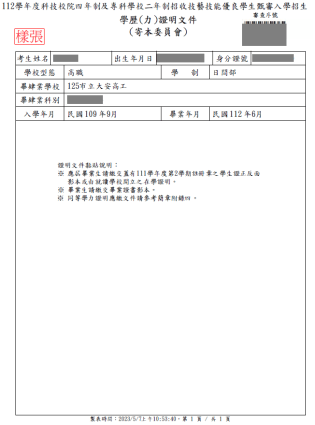 112學年度科技校院四年制及專科學校二年制招收技藝技能優良學生甄審入學招生
學歷(力)證明文件
(寄本委員會)
審查序號
樣張
考生姓名 出生年月日 身分證號
學校型態 高職 學 制 日間部
畢肄業學校 125市立大安高工
畢肄業科別
入學年月 民國109年9月 畢業年月 民國112年6月
證明文件黏貼說明：
※ 應屆畢業生請繳交蓋有111學年度第2學期註冊章之學生證正反面
影本或由就讀學校開立之在學證明。
※ 畢業生請繳交畢業證書影本。
※ 同等學力證明應繳文件請參考簡章附錄四。
製表時間：2023/5/7上午10:53:40，第 1 頁 / 共 1 頁